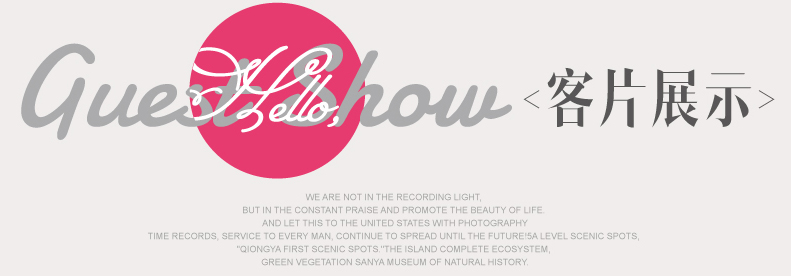 Guest Show
Hello,
<客片展示>
WE ARE NOT IN THE RECORDING LIGHT,
BUT IN THE CONSTANT PRAISE AND PROMOTE THE BEAUTY OF LIFE.
AND LET THIS TO THE UNITED STATES WITH PHOTOGRAPHY
TIME RECORDS, SERVICE TO EVERY MAN, CONTINUE TO SPREAD UNTIL THE FUTURE!5A LEVEL SCENIC SPOTS,
"QIONGYA FIRST SCENIC SPOTS."THE ISLAND COMPLETE ECOSYSTEM,
GREEN VEGETATION SANYA MUSEUM OF NATURAL HISTORY.